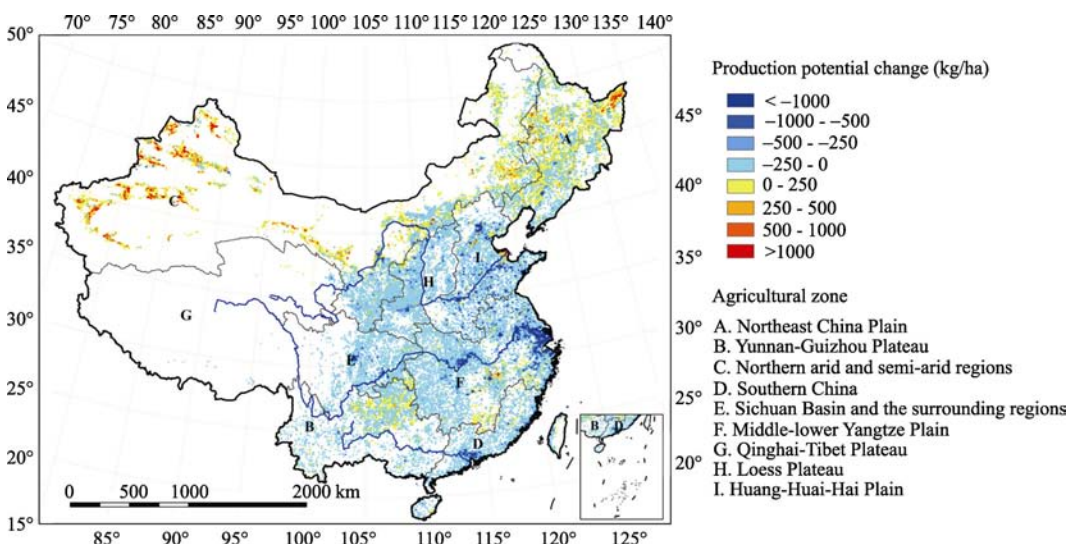 70° 75° 80° 85° 90° 95° 100° 105° 110° 115° 120° 125° 130° 135° 140°
50°
45°
40°
35°
30°
25°
20°
15°
45°
40°
35°
30°
25°
20°
85° 90° 95° 100° 105° 110° 115° 120° 125°
A
C
I
H
G
E
F
B
D
B D
0 500 1000 2000 km
Production potential change (kg/ha)
< −1000
−1000 - −500
−500 - −250
−250 - 0
0 - 250
250 - 500
500 - 1000
>1000
Agricultural zone
A. Northeast China Plain
B. Yunnan-Guizhou Plateau
C. Northern arid and semi-arid regions
D. Southern China
E. Sichuan Basin and the surrounding regions
F. Middle-lower Yangtze Plain
G. Qinghai-Tibet Plateau
H. Loess Plateau
I. Huang-Huai-Hai Plain